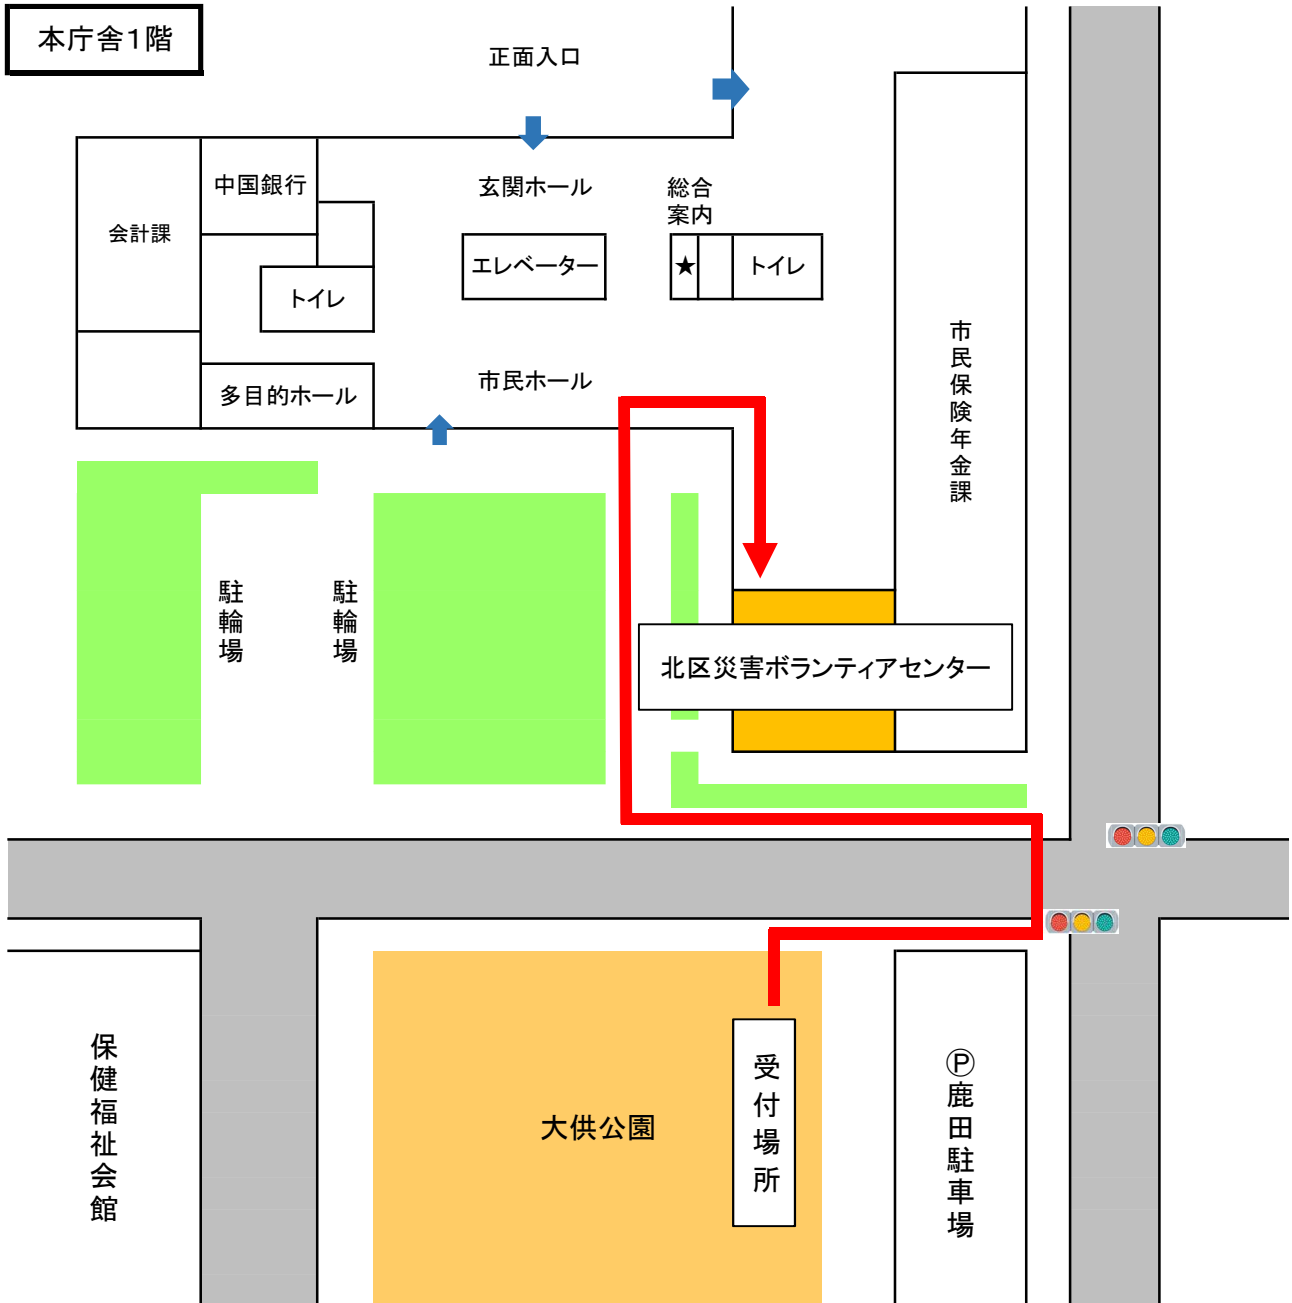 本庁舎1階
正面入口
中国銀行
玄関ホール
総合
案内
会計課
エレベーター
★
トイレ
トイレ
市民保険年金課
市民ホール
多目的ホール
駐輪場
駐輪場
北区災害ボランティアセンター
保健福祉会館
大供公園
受付場所
Ⓟ鹿田駐車場